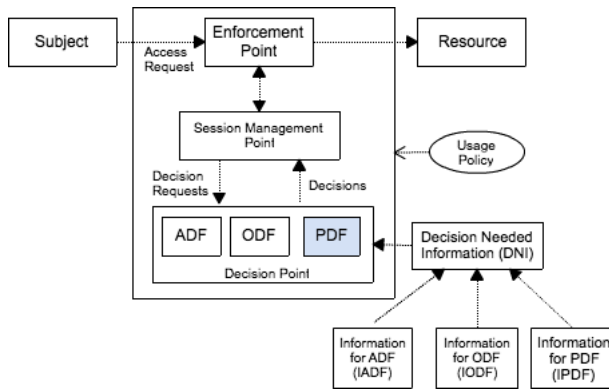 Subject
Enforcement
Point
Resource
Access
Request
Session Management
Point
Usage
Policy
Decision
Requests
Decisions
ADF
ODF
PDF
Decision Point
Decision Needed
Information (DNI)
Information
for ADF
(IADF)
Information
for ODF
(IODF)
Information
for PDF
(IPDF)